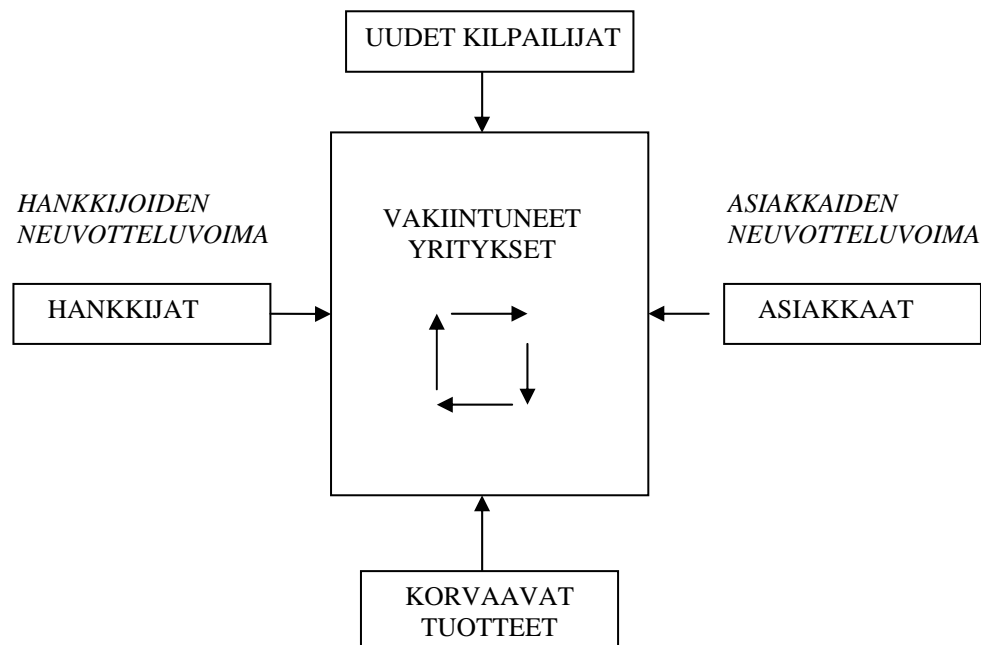 UUDET KILPAILIJAT
HANKKIJOIDEN
NEUVOTTELUVOIMA
VAKIINTUNEET
YRITYKSET
ASIAKKAIDEN
NEUVOTTELUVOIMA
HANKKIJAT
ASIAKKAAT
KORVAAVAT
TUOTTEET